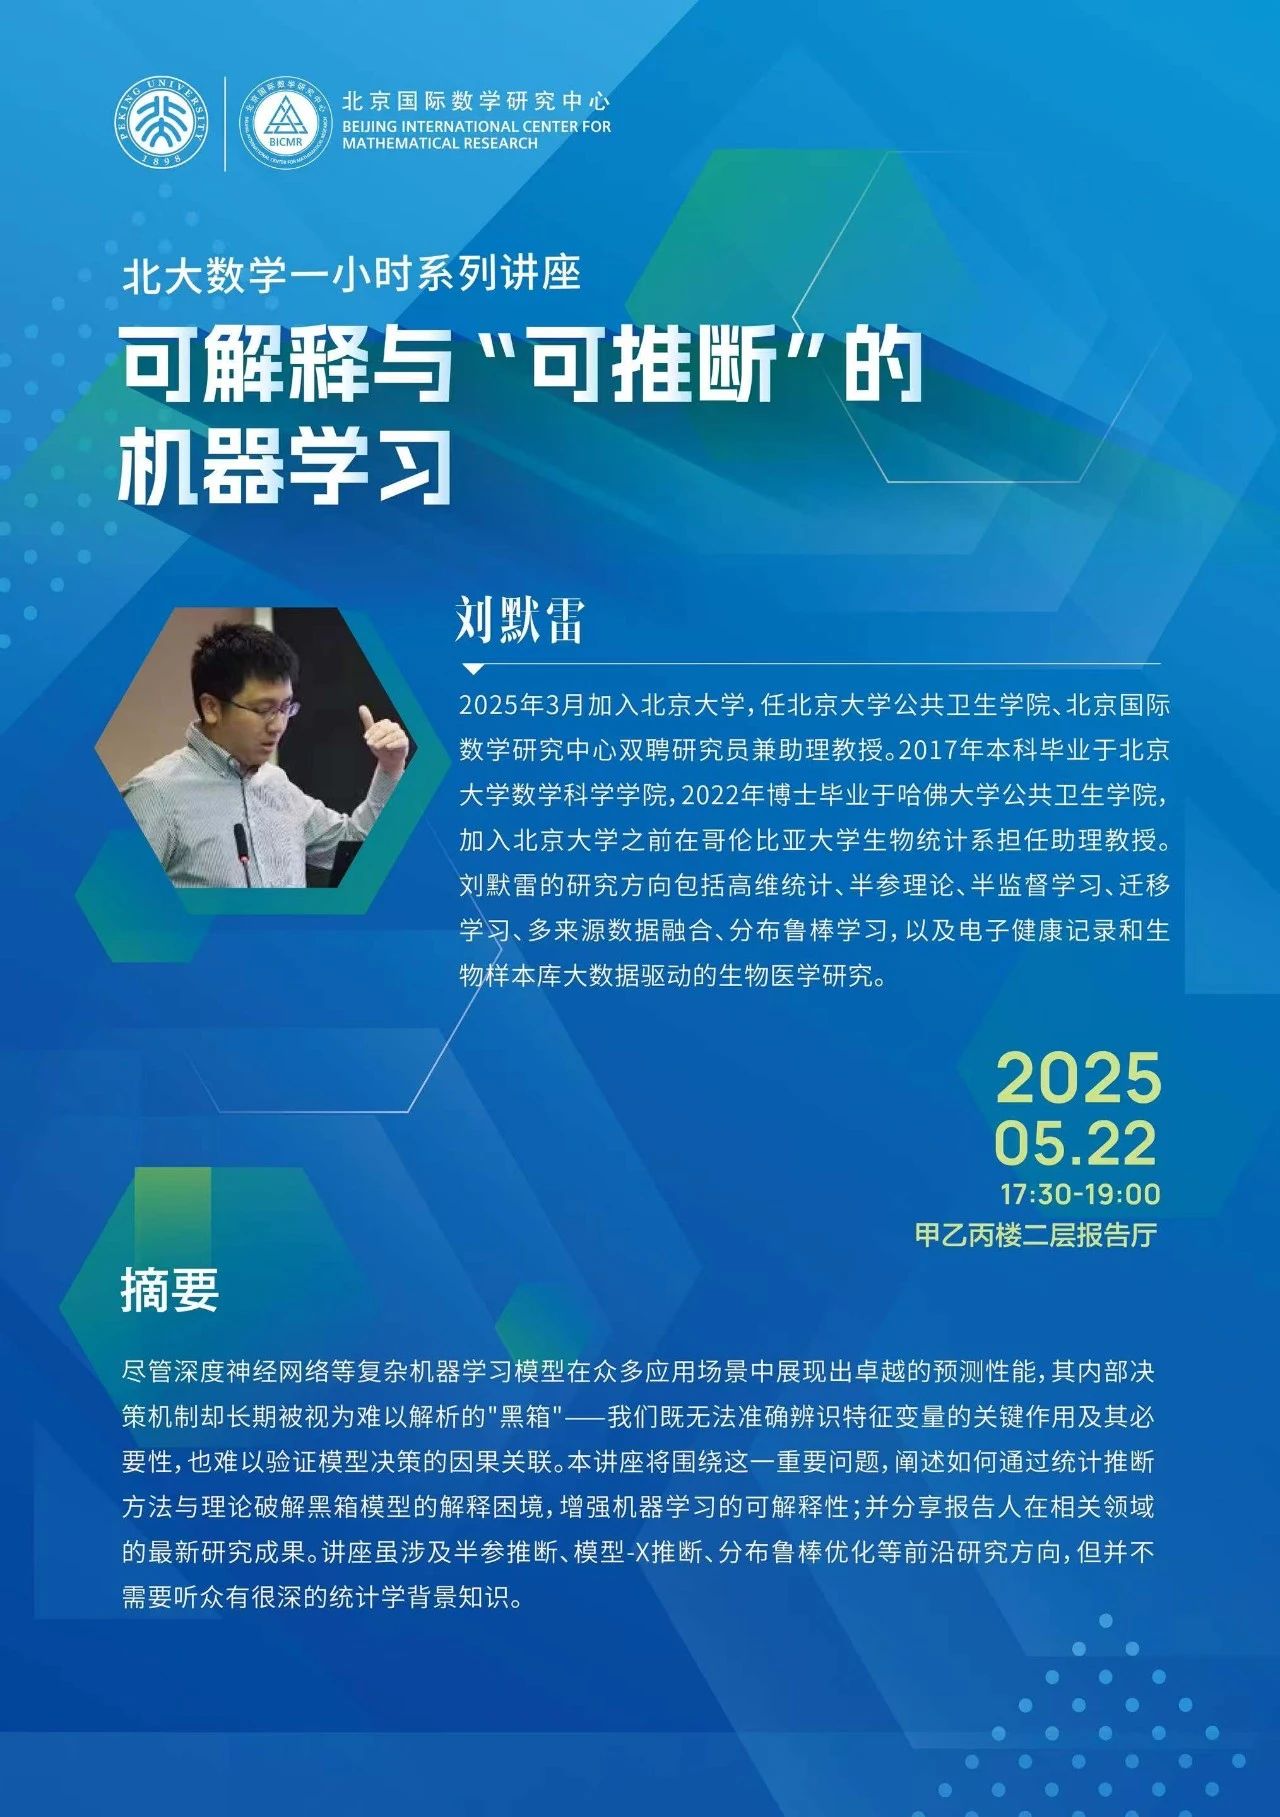 PEKING UNIVERSITY
1898
北京国际数学研究中心
BEIJING INTERNATIONAL CENTER FOR MATHEMATICAL RESEARCH
BICMR
北京国际数学研究中心
BEIJING INTERNATIONAL CENTER FOR
MATHEMATICAL RESEARCH
北大数学一小时系列讲座
可解释与“可推断”的
机器学习
刘默雷
2025年3月加入北京大学，任北京大学公共卫生学院、北京国际
数学研究中心双聘研究员兼助理教授。2017年本科毕业于北京
大学数学科学学院，2022年博士毕业于哈佛大学公共卫生学院，
加入北京大学之前在哥伦比亚大学生物统计系担任助理教授。
刘默雷的研究方向包括高维统计、半参理论、半监督学习、迁移
学习、多来源数据融合、分布鲁棒学习，以及电子健康记录和生
物样本库大数据驱动的生物医学研究。
2025
05.22
17:30-19:00
甲乙丙楼二层报告厅
摘要
尽管深度神经网络等复杂机器学习模型在众多应用场景中展现出卓越的预测性能，其内部决
策机制却长期被视为难以解析的"黑箱"——我们既无法准确辨识特征变量的关键作用及其必
要性，也难以验证模型决策的因果关联。本讲座将围绕这一重要问题，阐述如何通过统计推断
方法与理论破解黑箱模型的解释困境，增强机器学习的可解释性；并分享报告人在相关领域
的最新研究成果。讲座虽涉及半参推断、模型-X推断、分布鲁棒优化等前沿研究方向，但并不
需要听众有很深的统计学背景知识。